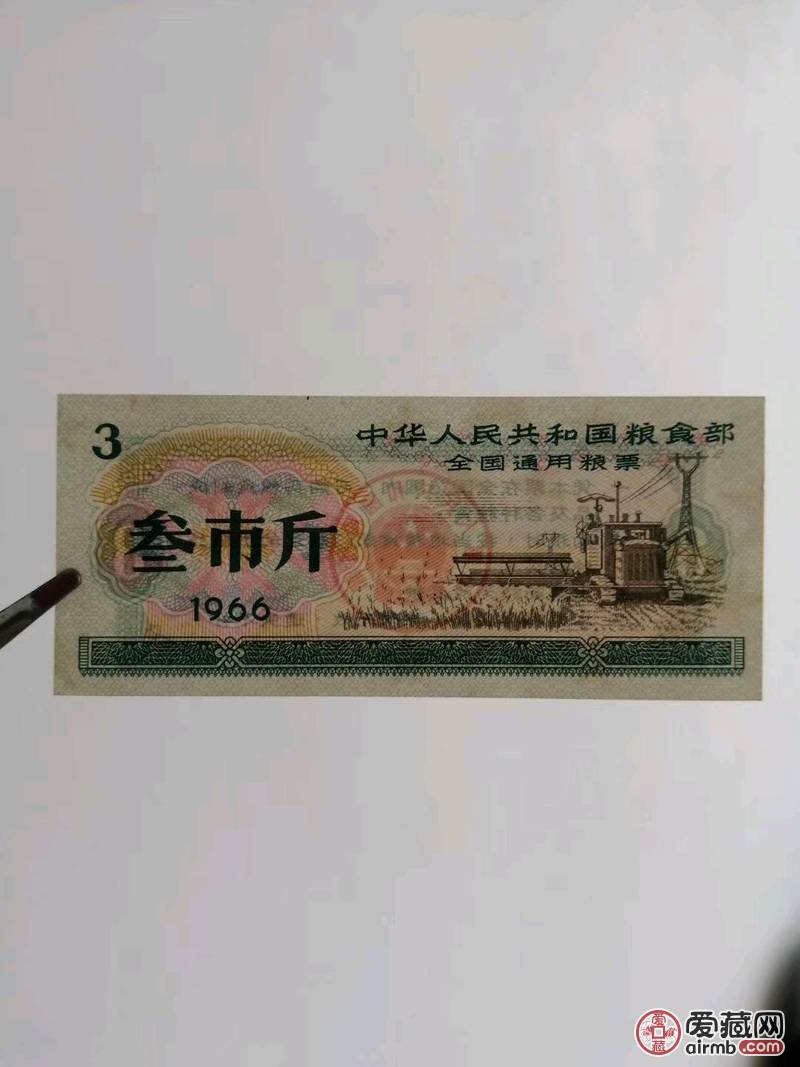 3
中华人民共和国粮食部
全国通用粮票
叁市斤
1966
爱藏网
airmb.com